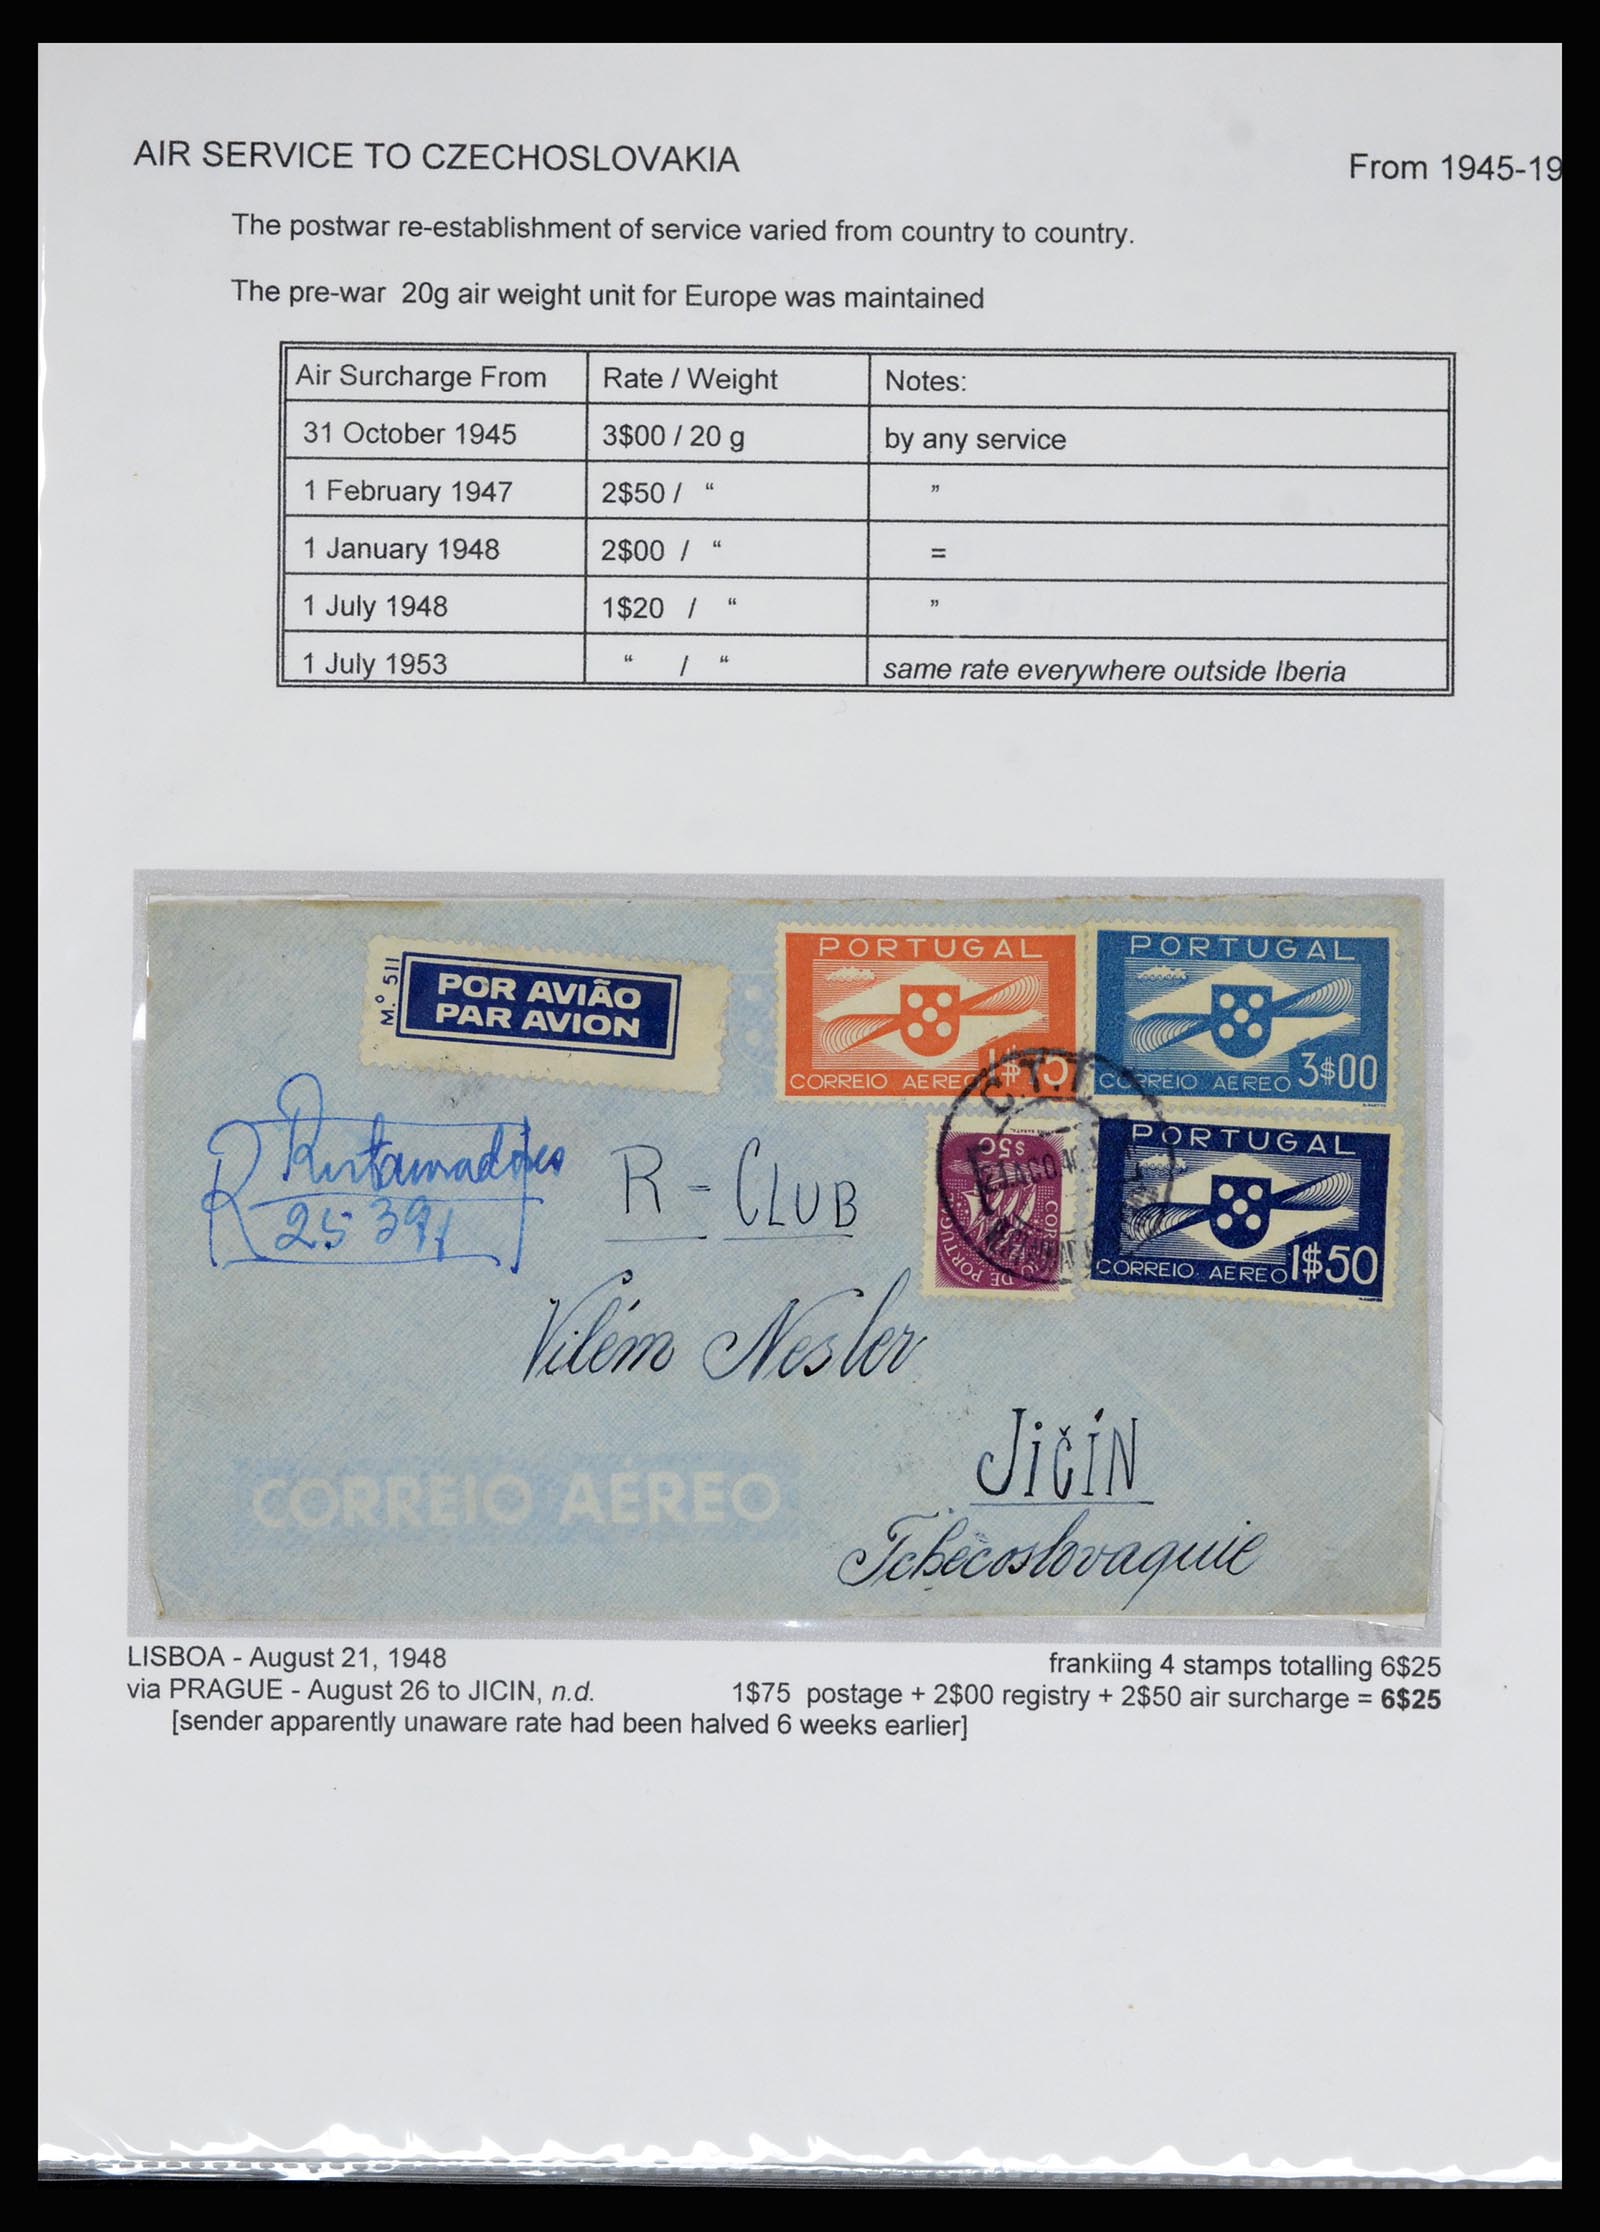 AIR SERVICE TO CZECHOSLOVAKIA
From 1945-19
The postwar re-establishment of service varied from country to country.
The pre-war 20g air weight unit for Europe was maintained
Air Surcharge From Rate / Weight Notes:
31 October 1945 3$00 / 20 g by any service
1 February 1947 2$50 / “ ”
1 January 1948 2$00 / “ =
1 July 1948 1$20 / “ ”
1 July 1953 “ / “ same rate everywhere outside Iberia
M.º 511
POR AVIÃO
PAR AVION
PORTUGAL
CORREIO AEREO
PORTUGAL
CORREIO AEREO 3$00
C.T.T.
$50
PORTUGAL
CORREIO AEREO 1$50
R
25391
R - CLUB
Vilém Nesler
JIČÍN
Tchècoslovaquie
CORREIO AÉREO
LISBOA - August 21, 1948
frankiing 4 stamps totalling 6$25
via PRAGUE - August 26 to JICIN, n.d.
1$75 postage + 2$00 registry + 2$50 air surcharge = 6$25
[sender apparently unaware rate had been halved 6 weeks earlier]